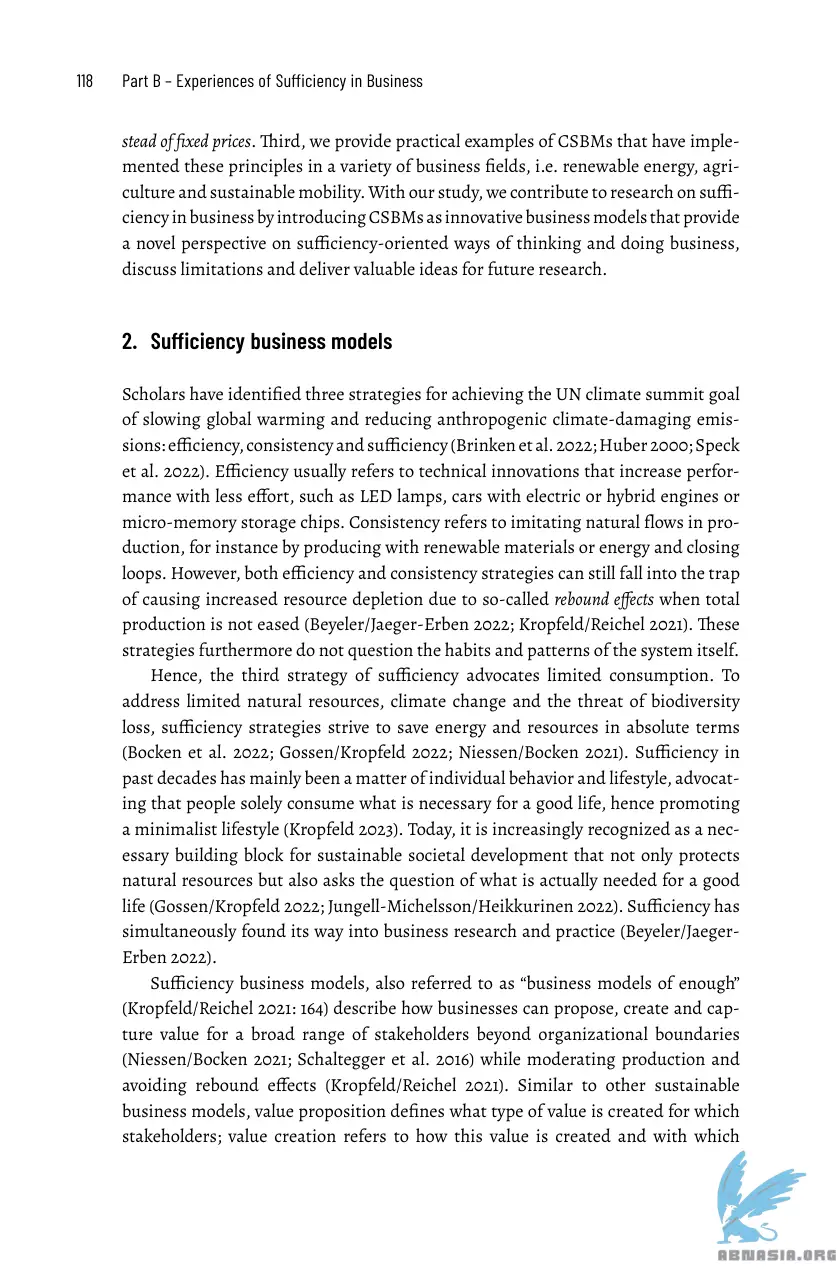 118 Part B – Experiences of Sufficiency in Business
stead of fixed prices. Third, we provide practical examples of CSBMs that have imple-
mented these principles in a variety of business fields, i.e. renewable energy, agri-
culture and sustainable mobility. With our study, we contribute to research on suffi-
ciency in business by introducing CSBMs as innovative business models that provide
a novel perspective on sufficiency-oriented ways of thinking and doing business,
discuss limitations and deliver valuable ideas for future research.
2. Sufficiency business models
Scholars have identified three strategies for achieving the UN climate summit goal
of slowing global warming and reducing anthropogenic climate-damaging emis-
sions: efficiency, consistency and sufficiency (Brinken et al. 2022; Huber 2000; Speck
et al. 2022). Efficiency usually refers to technical innovations that increase perfor-
mance with less effort, such as LED lamps, cars with electric or hybrid engines or
micro-memory storage chips. Consistency refers to imitating natural flows in pro-
duction, for instance by producing with renewable materials or energy and closing
loops. However, both efficiency and consistency strategies can still fall into the trap
of causing increased resource depletion due to so-called rebound effects when total
production is not eased (Beyeler/Jaeger-Erben 2022; Kropfeld/Reichel 2021). These
strategies furthermore do not question the habits and patterns of the system itself.
Hence, the third strategy of sufficiency advocates limited consumption. To
address limited natural resources, climate change and the threat of biodiversity
loss, sufficiency strategies strive to save energy and resources in absolute terms
(Bocken et al. 2022; Gossen/Kropfeld 2022; Niessen/Bocken 2021). Sufficiency in
past decades has mainly been a matter of individual behavior and lifestyle, advocat-
ing that people solely consume what is necessary for a good life, hence promoting
a minimalist lifestyle (Kropfeld 2023). Today, it is increasingly recognized as a nec-
essary building block for sustainable societal development that not only protects
natural resources but also asks the question of what is actually needed for a good
life (Gossen/Kropfeld 2022; Jungell-Michelsson/Heikkurinen 2022). Sufficiency has
simultaneously found its way into business research and practice (Beyeler/Jaeger-
Erben 2022).
Sufficiency business models, also referred to as “business models of enough”
(Kropfeld/Reichel 2021: 164) describe how businesses can propose, create and cap-
ture value for a broad range of stakeholders beyond organizational boundaries
(Niessen/Bocken 2021; Schaltegger et al. 2016) while moderating production and
avoiding rebound effects (Kropfeld/Reichel 2021). Similar to other sustainable
business models, value proposition defines what type of value is created for which
stakeholders; value creation refers to how this value is created and with which
ABNASIA.ORG